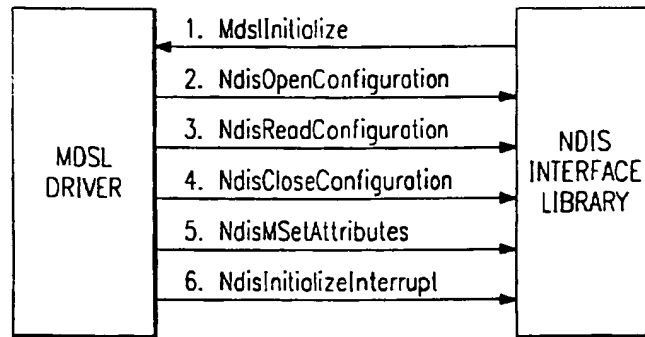 1. MdslInitialize
2. NdisOpenConfiguration
3. NdisReadConfiguration
4. NdisCloseConfiguration
5. NdisMSetAttributes
6. NdisInitializeInterrupt
MDSL
DRIVER
NDIS
INTERFACE
LIBRARY